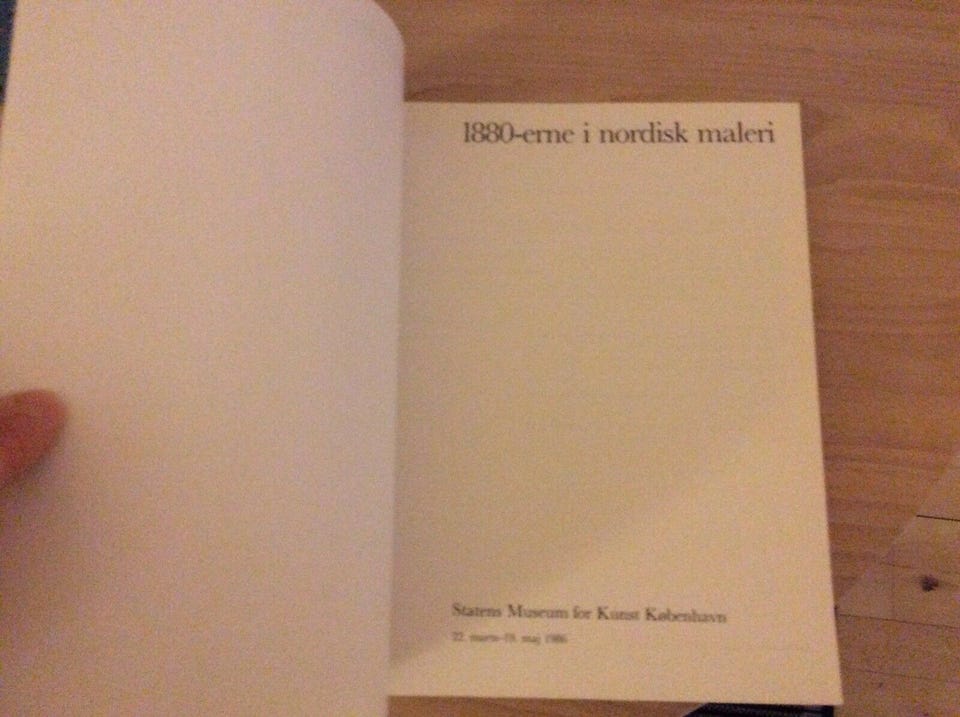 1880-erne i nordisk maleri
Statens Museum for Kunst København
22. marts-19. maj 1986